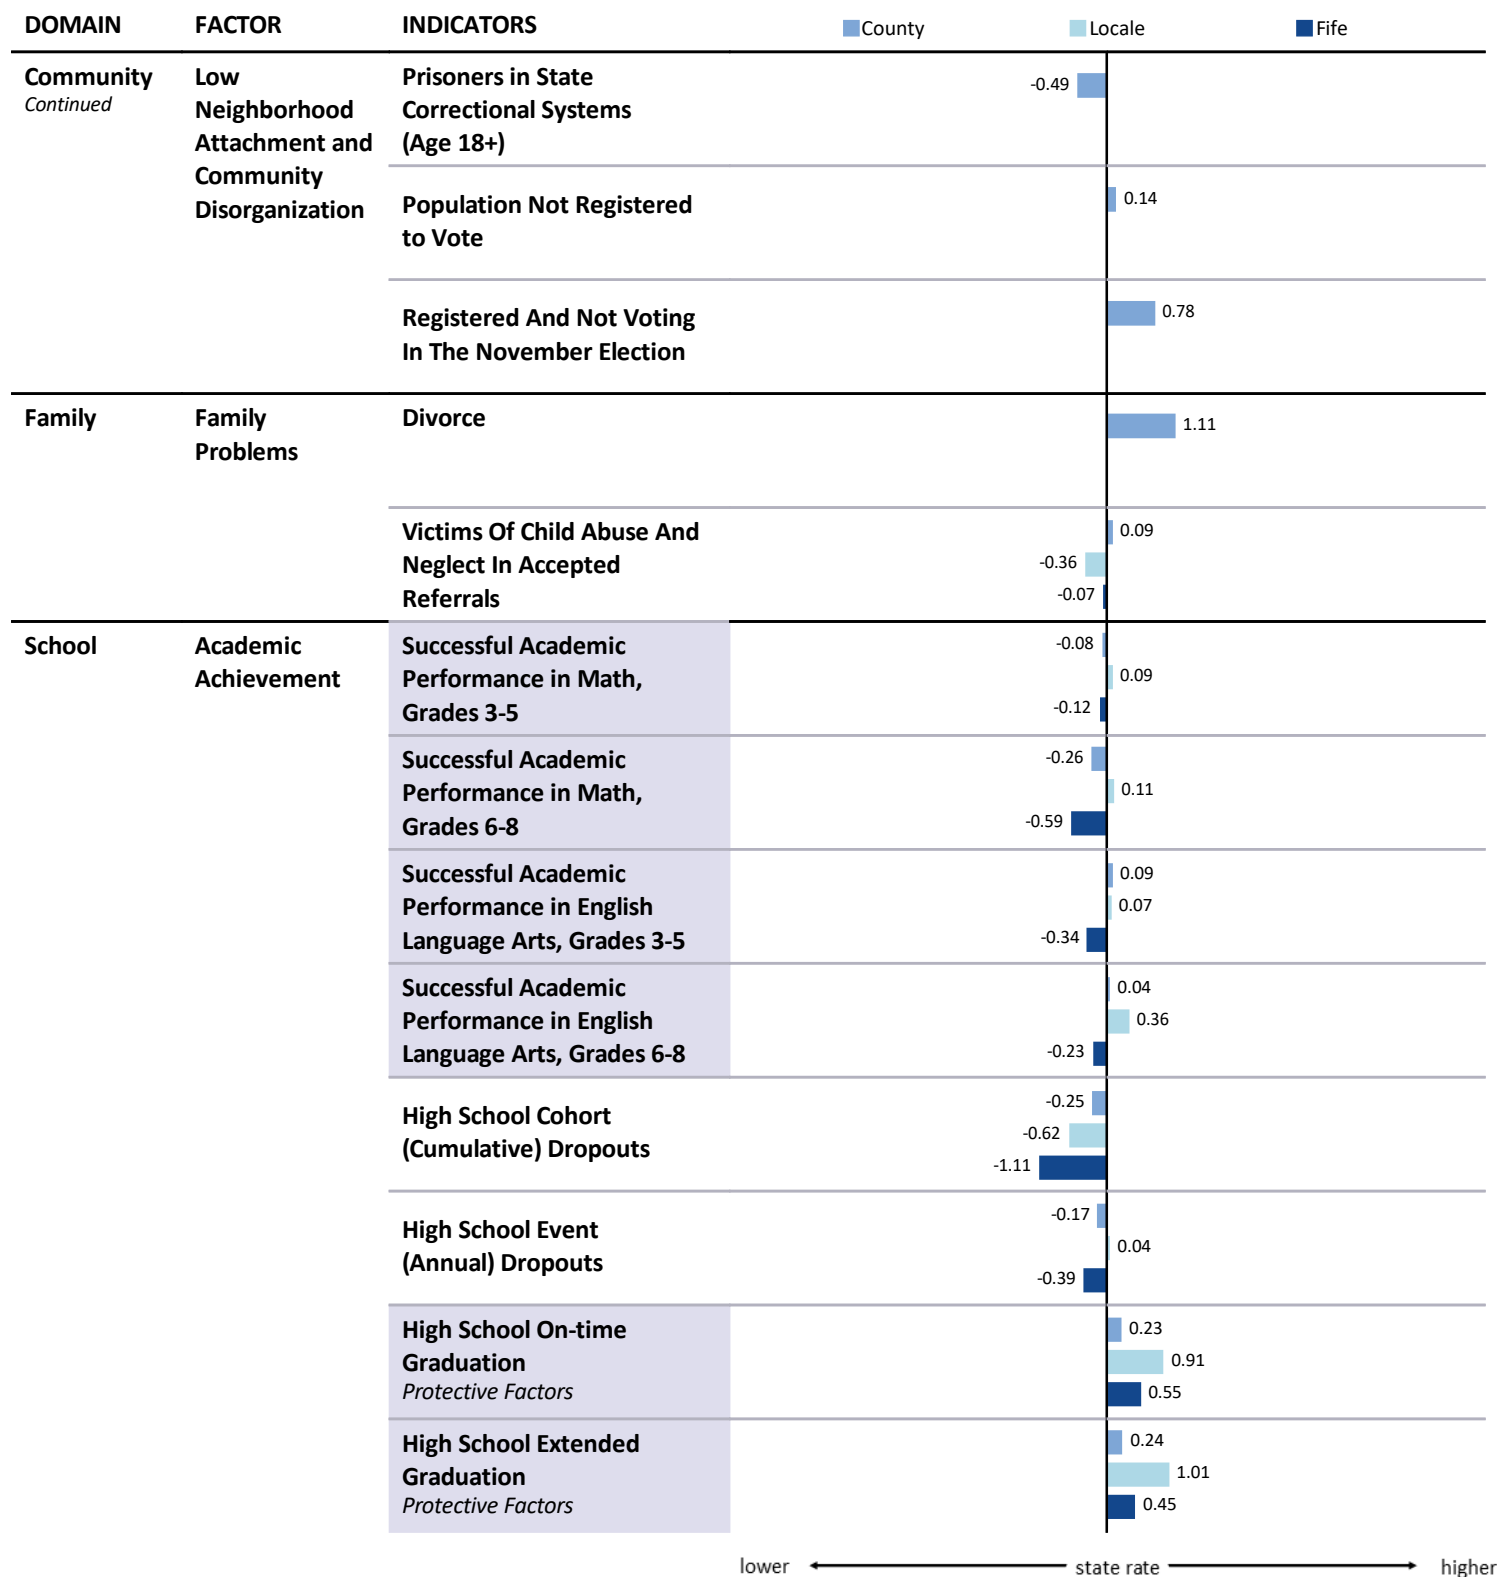 DOMAIN FACTOR INDICATORS County Locale Fife
Community Low Prisoners in State -0.49
Continued Neighborhood Correctional Systems
Attachment and (Age 18+)
Community
Disorganization Population Not Registered 0.14
to Vote
Registered And Not Voting 0.78
In The November Election
Family Family Divorce 1.11
Problems
Victims Of Child Abuse And 0.09
Neglect In Accepted -0.36
Referrals -0.07
School Academic Successful Academic -0.08
Achievement Performance in Math, 0.09
Grades 3-5 -0.12
Successful Academic -0.26
Performance in Math, 0.11
Grades 6-8 -0.59
Successful Academic 0.09
Performance in English 0.07
Language Arts, Grades 3-5 -0.34
Successful Academic 0.04
Performance in English 0.36
Language Arts, Grades 6-8 -0.23
-0.25
High School Cohort -0.62
(Cumulative) Dropouts -1.11
-0.17
High School Event 0.04
(Annual) Dropouts -0.39
High School On-time 0.23
Graduation 0.91
Protective Factors 0.55
High School Extended 0.24
Graduation 1.01
Protective Factors 0.45
lower state rate higher